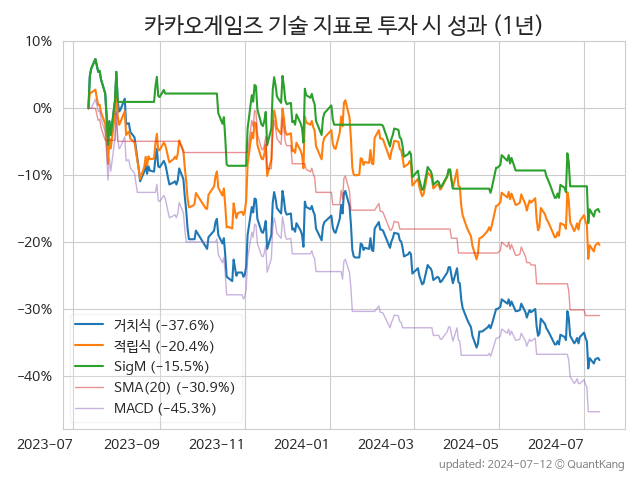 카카오게임즈 기술 지표로 투자 시 성과 (1년)
10%
0%
−10%
−20%
−30%
−40%
거치식 (−37.6%)
적립식 (−20.4%)
SigM (−15.5%)
SMA(20) (−30.9%)
MACD (−45.3%)
2023-07 2023-09 2023-11 2024-01 2024-03 2024-05 2024-07
updated: 2024-07-12 © QuantKang